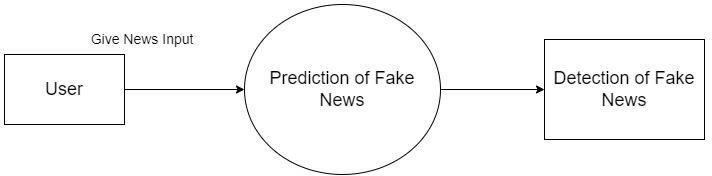 Give News Input
User
Prediction of Fake
News
Detection of Fake
News